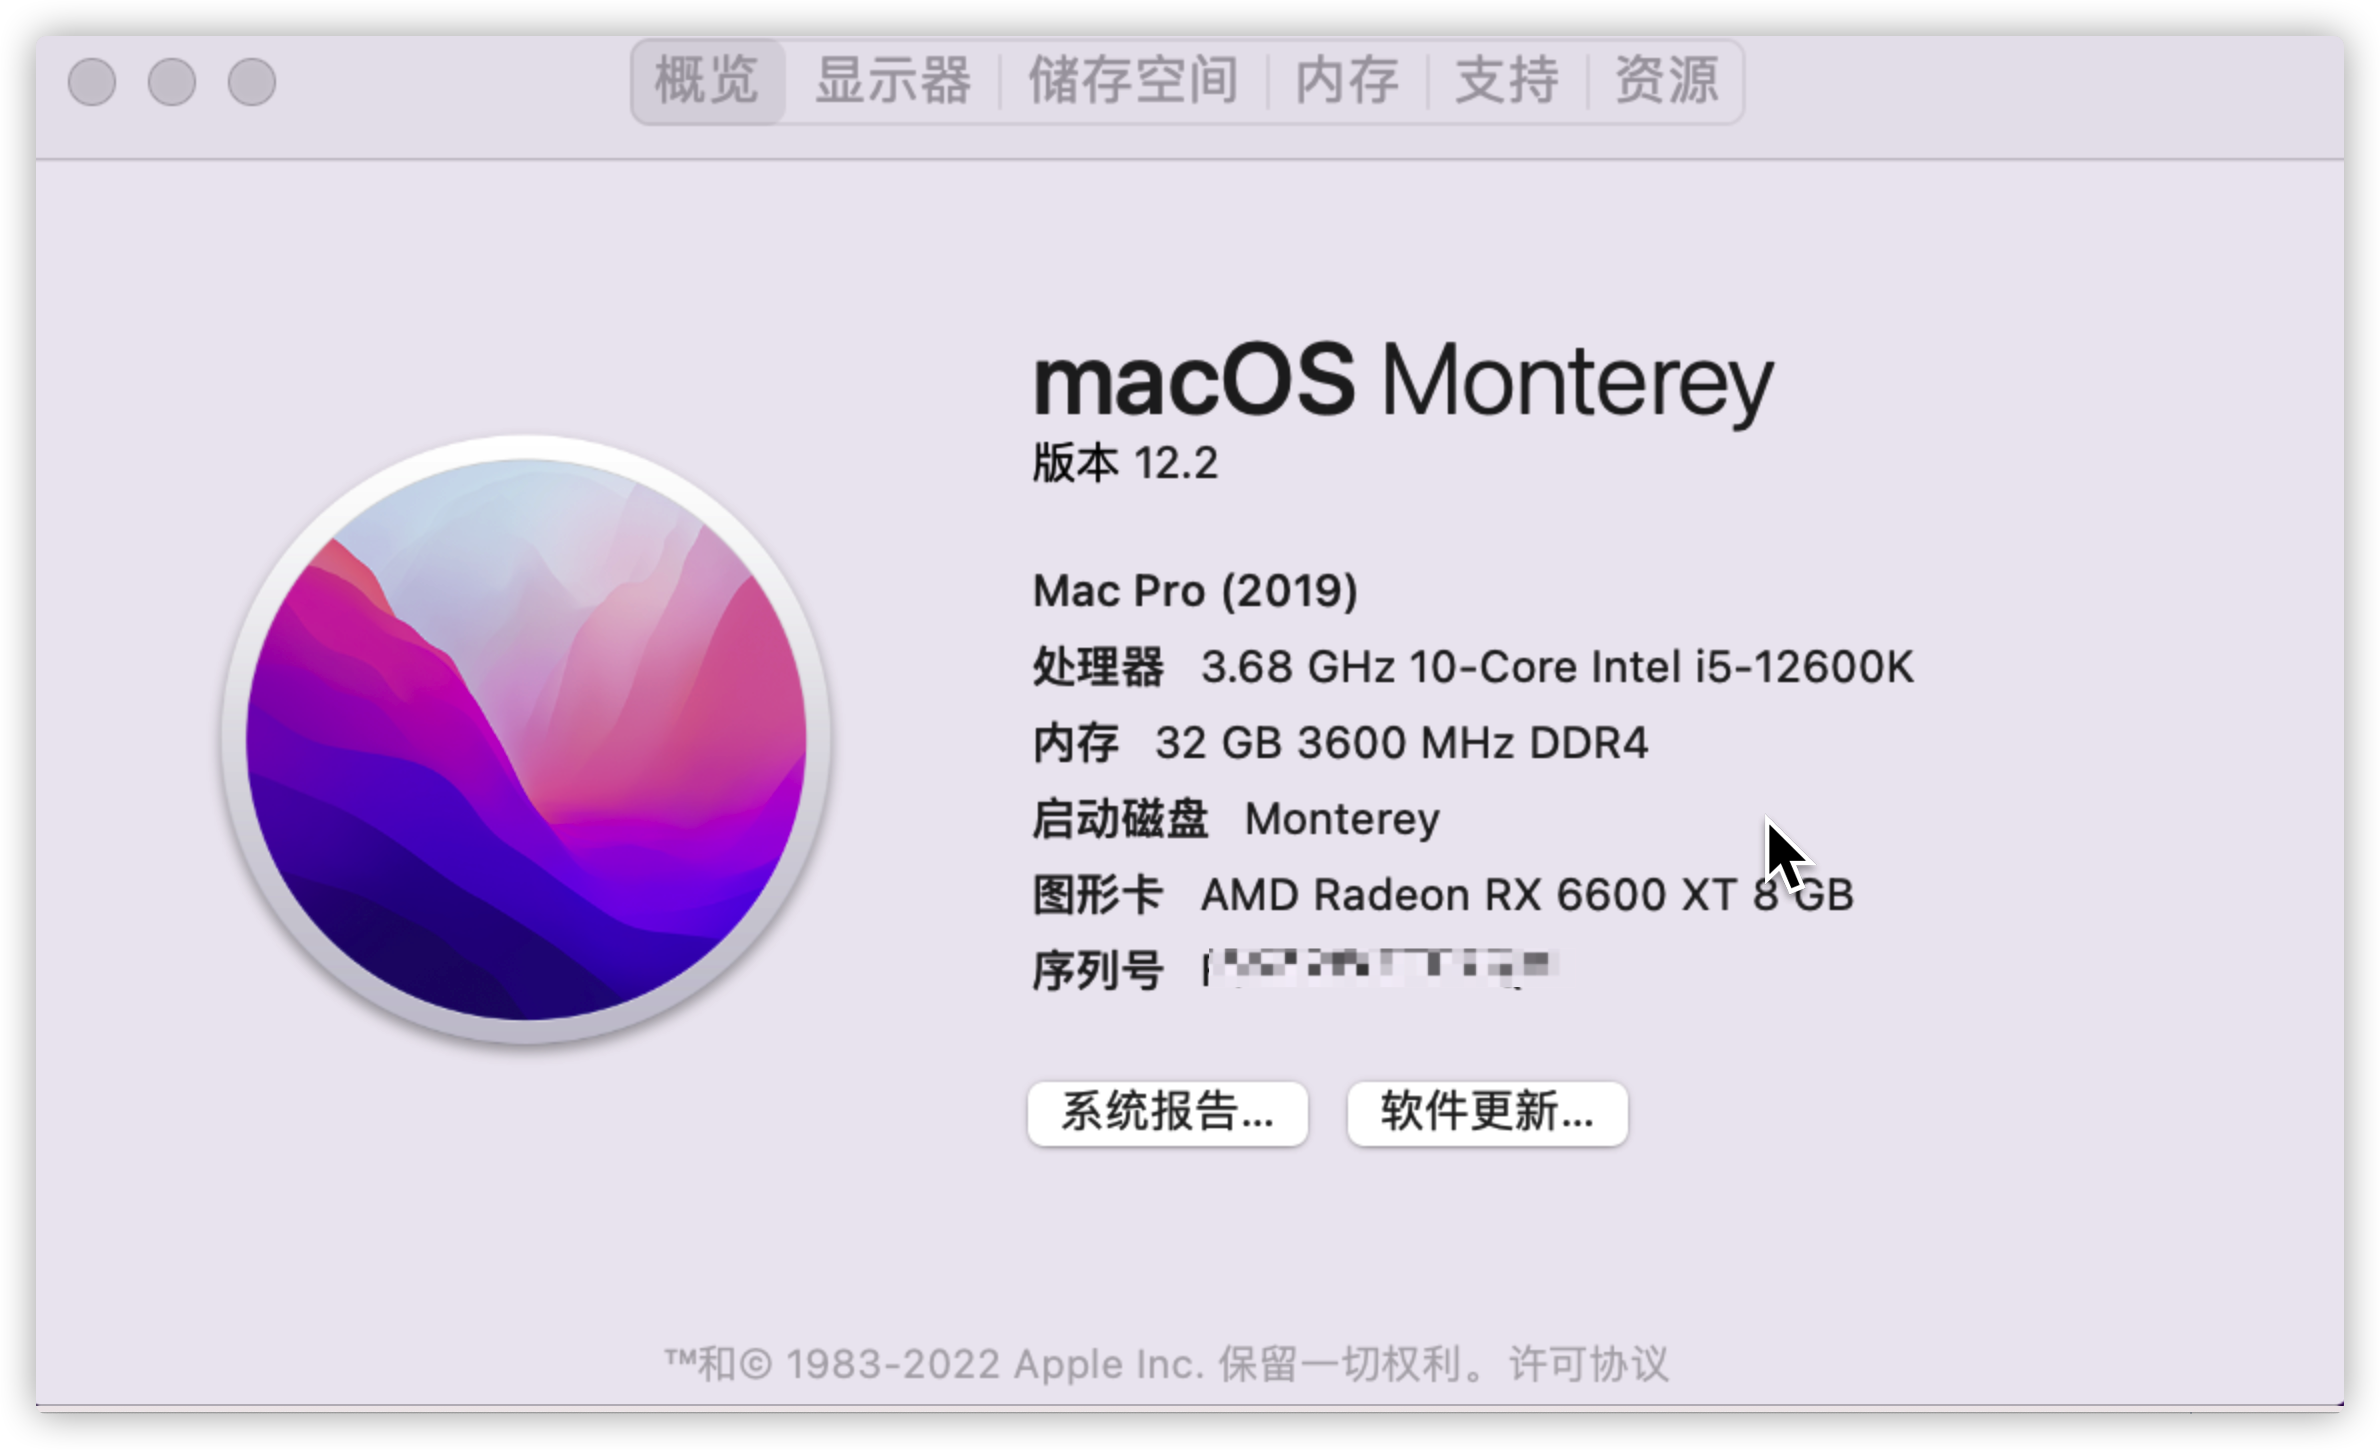 概览 显示器 储存空间 内存 支持 资源
macOS Monterey
版本 12.2
Mac Pro (2019)
处理器 3.68 GHz 10-Core Intel i5-12600K
内存 32 GB 3600 MHz DDR4
启动磁盘 Monterey
图形卡 AMD Radeon RX 6600 XT 8 GB
序列号
系统报告... 软件更新...
™和© 1983-2022 Apple Inc. 保留一切权利。许可协议